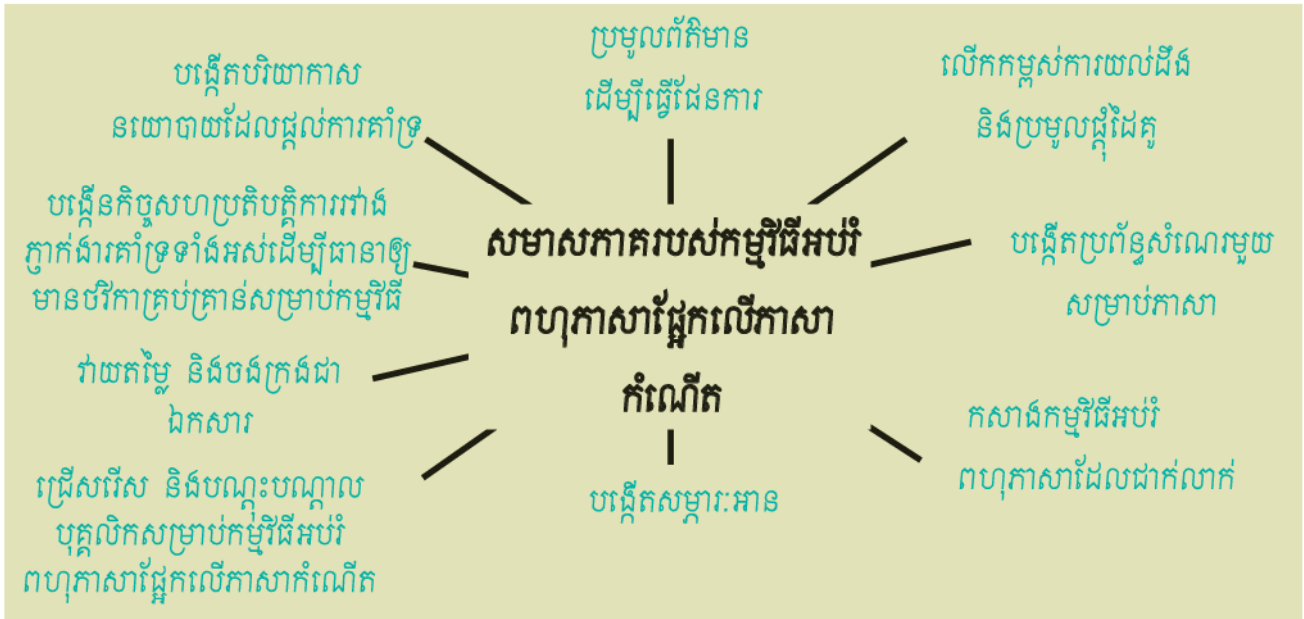 ប្រមូលព័ត៌មាន
ដើម្បីធ្វើផែនការ
លើកកម្ពស់ការយល់ដឹង
និងប្រមូលផ្តុំដៃគូ
បង្កើតប្រព័ន្ធសំណេរមួយ
សម្រាប់ភាសា
កសាងកម្មវិធីអប់រំ
ពហុភាសាដែលជាក់លាក់
បង្កើតសម្ភារៈអាន
ជ្រើសរើស និងបណ្តុះបណ្តាល
បុគ្គលិកសម្រាប់កម្មវិធីអប់រំ
ពហុភាសាផ្អែកលើភាសាកំណើត
វាយតម្លៃ និងចងក្រងជា
ឯកសារ
បង្កើនកិច្ចសហប្រតិបត្តិការរវាង
ភ្នាក់ងារគាំទ្រទាំងអស់ដើម្បីធានាឲ្យ
មានថវិកាគ្រប់គ្រាន់សម្រាប់កម្មវិធី
បង្កើតបរិយាកាស
នយោបាយដែលផ្តល់ការគាំទ្រ
សមាសភាគរបស់កម្មវិធីអប់រំ
ពហុភាសាផ្អែកលើភាសា
កំណើត